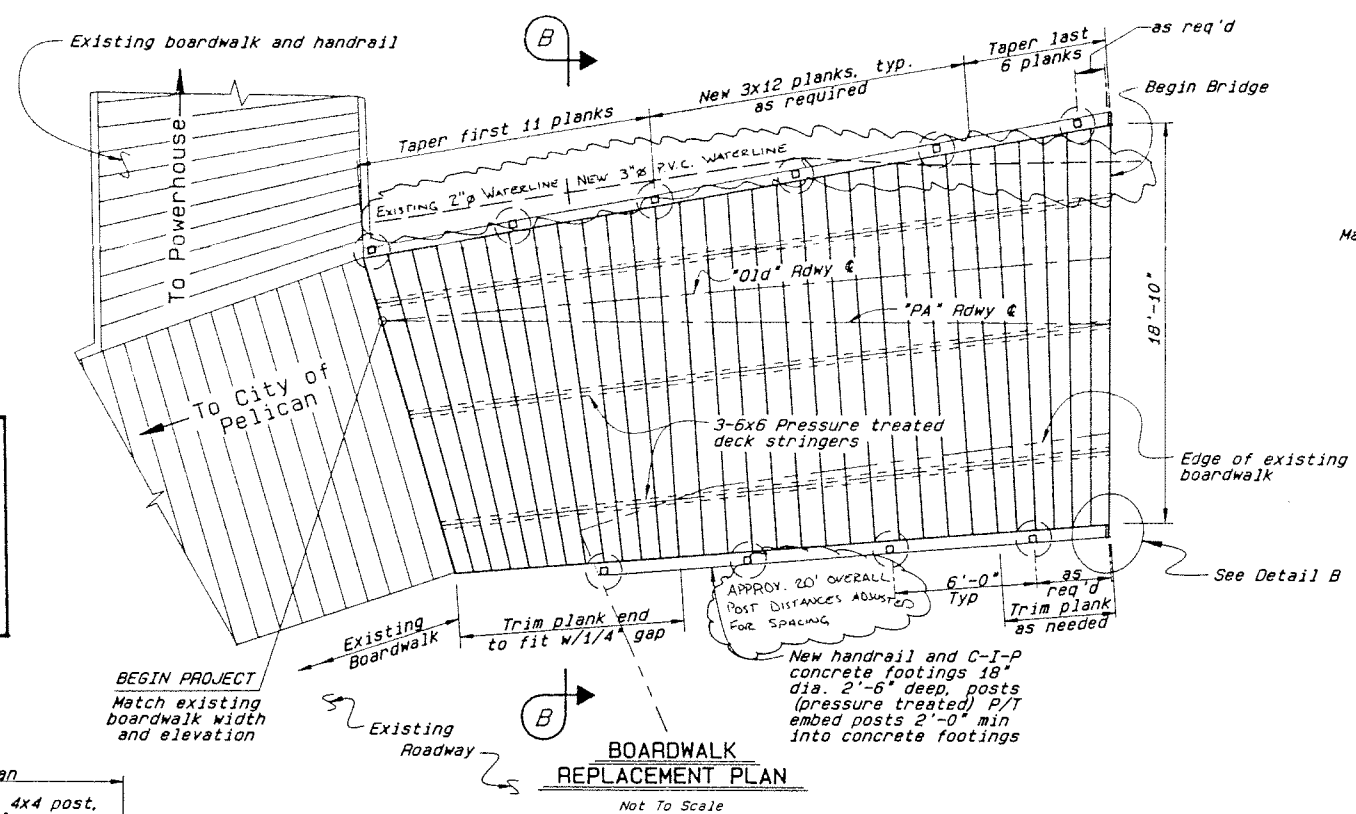 Existing boardwalk and handrail
To Powerhouse
B
Taper first 11 planks
New 3x12 planks, typ.
as required
Taper last
6 planks
as req'd
Begin Bridge
EXISTING 2"ø WATERLINE | NEW 3"ø P.V.C. WATERLINE
Ma
"Old" Rdwy ℄
"PA" Rdwy ℄
18'-10"
To City of
Pelican
3-6x6 Pressure treated
deck stringers
Edge of existing
boardwalk
See Detail B
Existing
Boardwalk
Trim plank end
to fit w/1/4" gap
APPROX. 20' OVERALL
POST DISTANCES ADJUSTED
FOR SPACING
6'-0"
Typ
as
req'd
Trim plank
as needed
BEGIN PROJECT
Match existing
boardwalk width
and elevation
Existing
Roadway
B
New handrail and C-I-P
concrete footings 18"
dia. 2'-6" deep, posts
(pressure treated) P/T
embed posts 2'-0" min
into concrete footings
BOARDWALK
REPLACEMENT PLAN
Not To Scale
an
4x4 post,